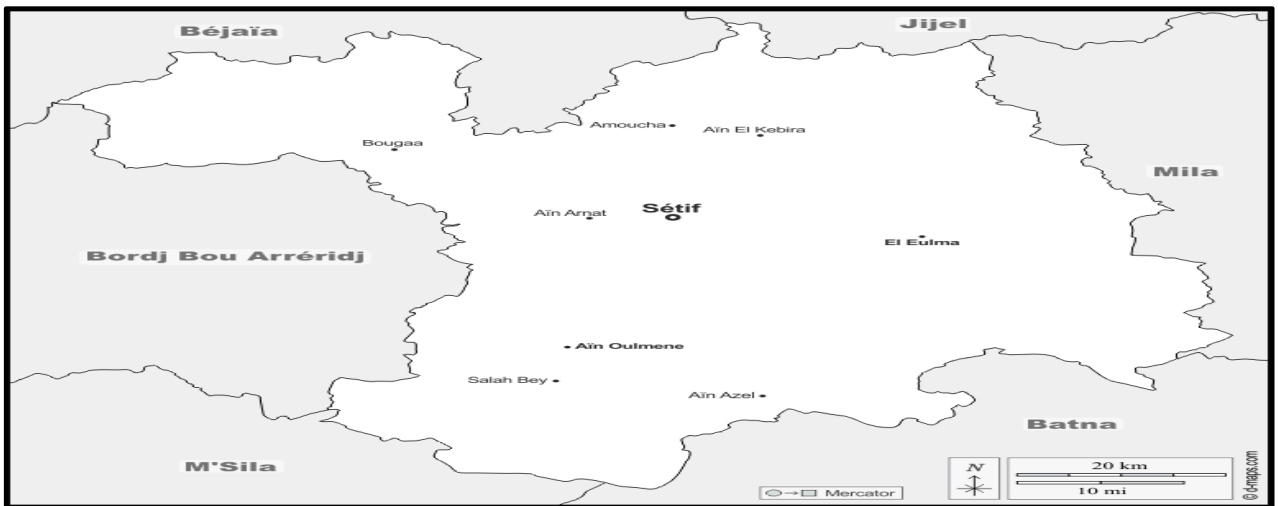 Béjaïa
Jijel
Amoucha
Aïn El Kebira
Bougaa
Mila
Aïn Arnat
Sétif
El Eulma
Bordj Bou Arréridj
Aïn Oulmene
Salah Bey
Aïn Azel
Batna
M'Sila
N
20 km
10 mi
Mercator
© d-maps.com